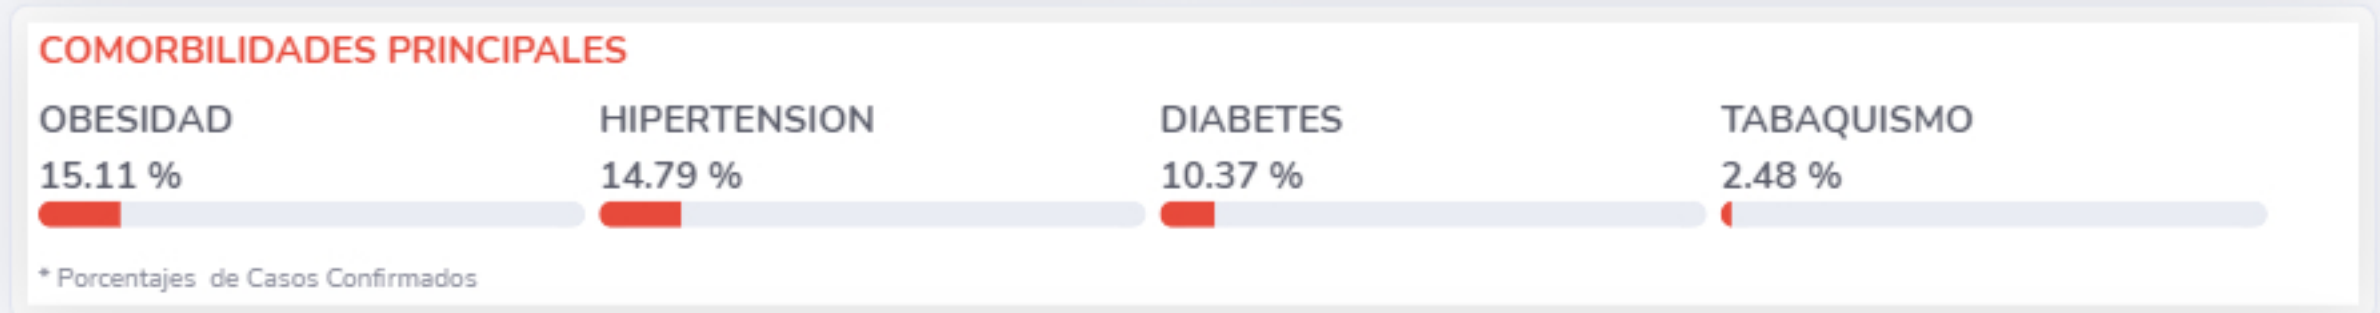 COMORBILIDADES PRINCIPALES
OBESIDAD
15.11 %
HIPERTENSION
14.79 %
DIABETES
10.37 %
TABAQUISMO
2.48 %
* Porcentajes de Casos Confirmados